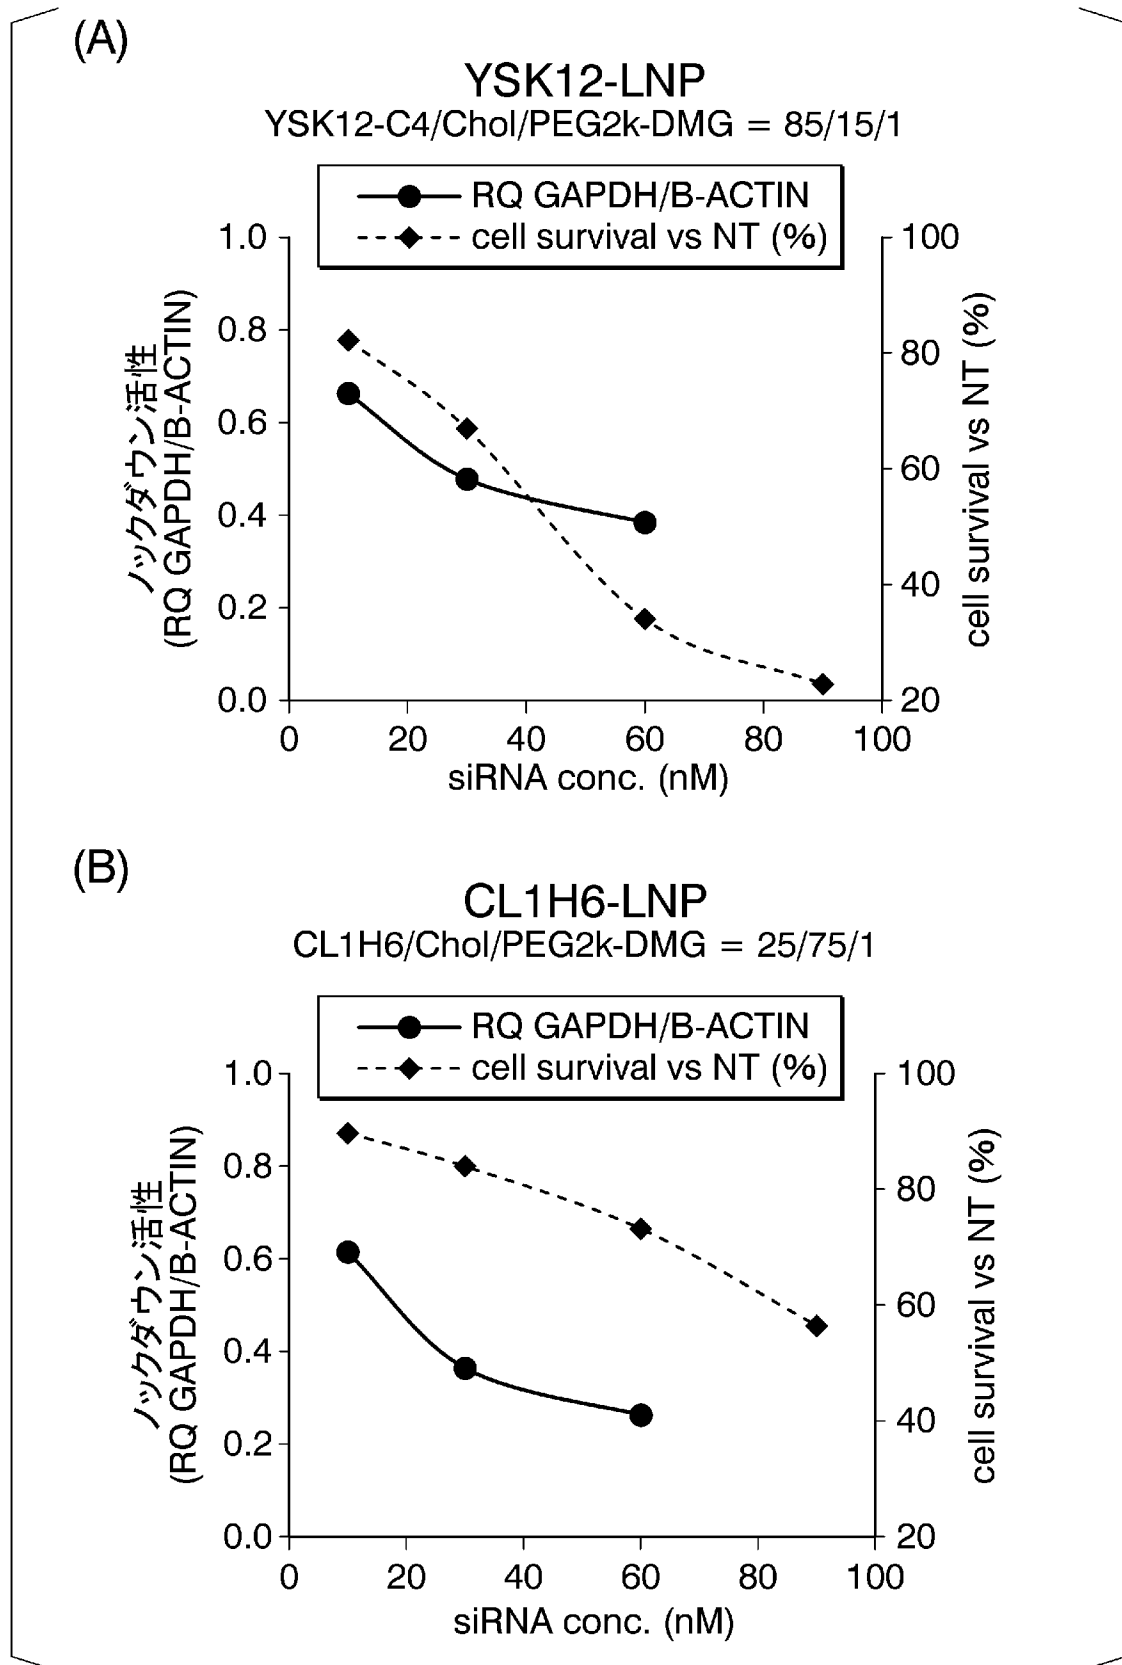 (A)
YSK12-LNP
YSK12-C4/Chol/PEG2k-DMG = 85/15/1
RQ GAPDH/B-ACTIN
cell survival vs NT (%)
ノックダウン活性
(RQ GAPDH/B-ACTIN)
1.0
0.8
0.6
0.4
0.2
0.0
100
80
60
40
20
cell survival vs NT (%)
0 20 40 60 80 100
siRNA conc. (nM)
(B)
CL1H6-LNP
CL1H6/Chol/PEG2k-DMG = 25/75/1
RQ GAPDH/B-ACTIN
cell survival vs NT (%)
ノックダウン活性
(RQ GAPDH/B-ACTIN)
1.0
0.8
0.6
0.4
0.2
0.0
100
80
60
40
20
cell survival vs NT (%)
0 20 40 60 80 100
siRNA conc. (nM)